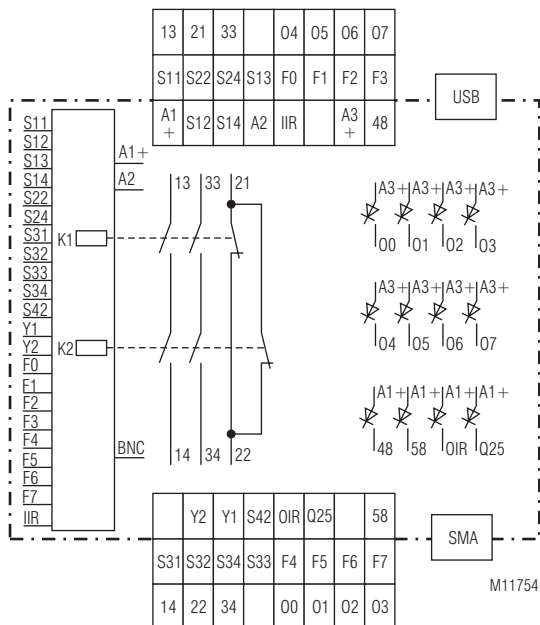 13 21 33 04 05 06 07
S11 S22 S24 S13 F0 F1 F2 F3
A1+ S12 S14 A2 IIR A3+ 48
USB
S11
S12
S13
S14
S22
S24
S31
S32
S33
S34
S42
Y1
Y2
F0
F1
F2
F3
F4
F5
F6
F7
IIR
K1
K2
A1+
A2
BNC
13 33 21
14 34 22
A3+ A3+ A3+ A3+
00 01 02 03
A3+ A3+ A3+ A3+
04 05 06 07
A1+ A1+ A1+ A1+
48 58 OIR Q25
Y2 Y1 S42 OIR Q25 58
S31 S32 S34 S33 F4 F5 F6 F7
14 22 34 00 01 02 03
SMA
M11754